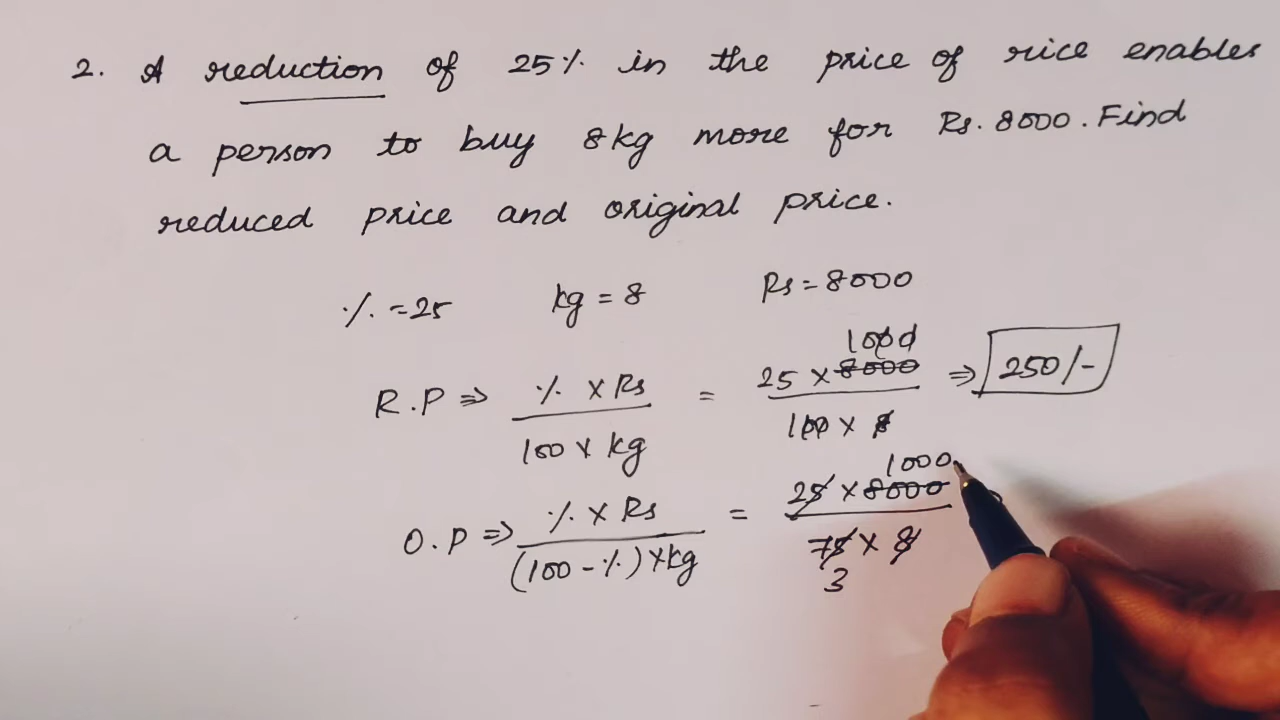 2. A reduction of 25% in the price of rice enables
a person to buy 8kg more for Rs. 8000. Find
reduced price and original price.
% = 25 kg = 8 Rs = 8000
1000
R.P ⇒ % × Rs / 100 × kg = 25 × 8000 / 100 × 8 ⇒ 250/-
1000
O.P ⇒ % × Rs / (100 - %) × kg = 25 × 8000 / 75 × 8
3